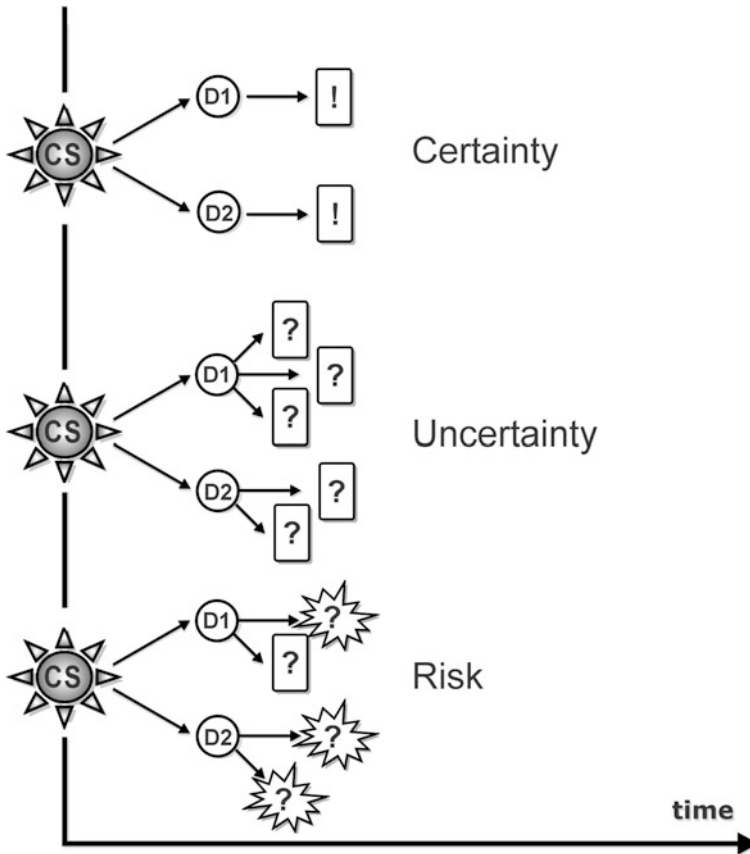 D1
!
CS
Certainty
D2
!
?
D1
?
?
CS
Uncertainty
D2
?
?
D1
?
?
CS
Risk
D2
?
?
time